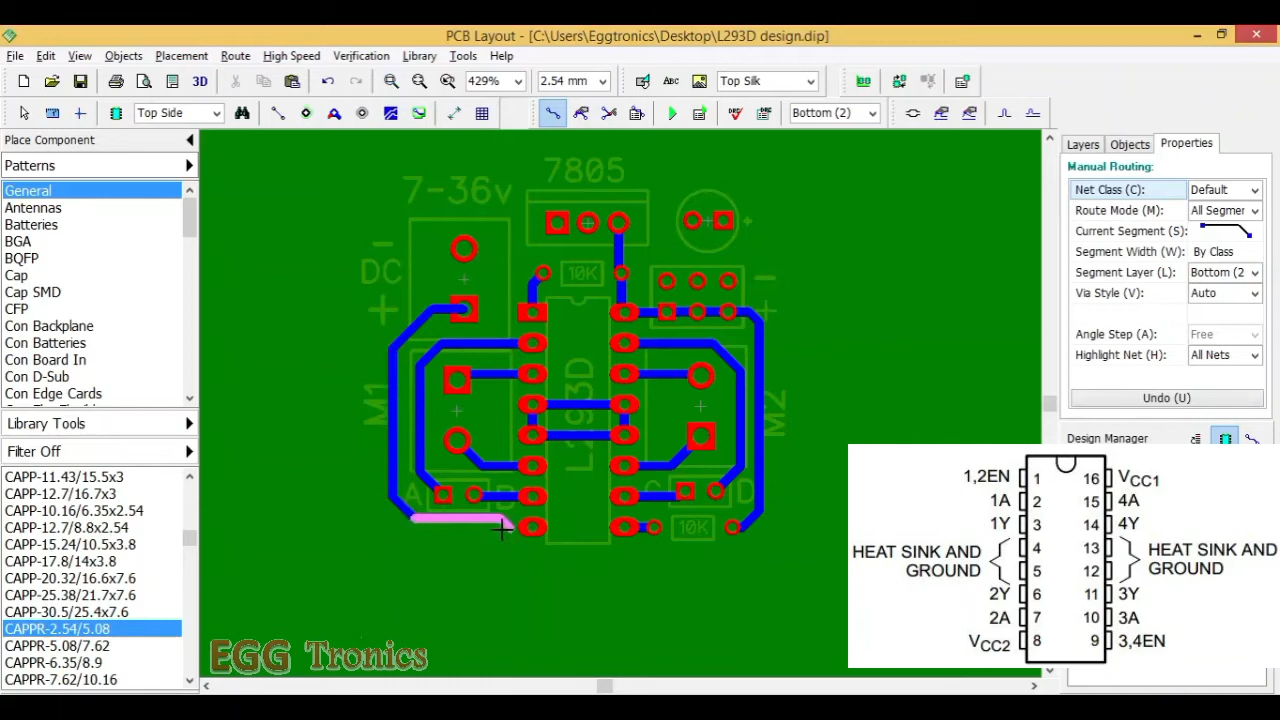 PCB Layout - [C:\Users\Eggtronics\Desktop\L293D design.dip]
File Edit View Objects Placement Route High Speed Verification Library Tools Help
3D 429% 2.54 mm Abc Top Silk
Top Side Bottom (2)
Place Component
Patterns
General
Antennas
Batteries
BGA
BQFP
Cap
Cap SMD
CFP
Con Backplane
Con Batteries
Con Board In
Con D-Sub
Con Edge Cards
Library Tools
Filter Off
CAPP-11.43/15.5x3
CAPP-12.7/16.7x3
CAPP-10.16/6.35x2.54
CAPP-12.7/8.8x2.54
CAPP-15.24/10.5x3.8
CAPP-17.8/14x3.8
CAPP-20.32/16.6x7.6
CAPP-25.38/21.7x7.6
CAPP-30.5/25.4x7.6
CAPPR-2.54/5.08
CAPPR-5.08/7.62
CAPPR-6.35/8.9
CAPPR-7.62/10.16
7805
7-36v
- +
DC 10K -
+ +
L293D
M1 M2
A B C D
10K
EGG Tronics
Layers Objects Properties
Manual Routing:
Net Class (C): Default
Route Mode (M): All Segmer
Current Segment (S):
Segment Width (W): By Class
Segment Layer (L): Bottom (2
Via Style (V): Auto
Angle Step (A): Free
Highlight Net (H): All Nets
Undo (U)
Design Manager
1,2EN 1 16 VCC1
1A 2 15 4A
1Y 3 14 4Y
HEAT SINK AND 4 13 HEAT SINK AND
GROUND 5 12 GROUND
2Y 6 11 3Y
2A 7 10 3A
VCC2 8 9 3,4EN